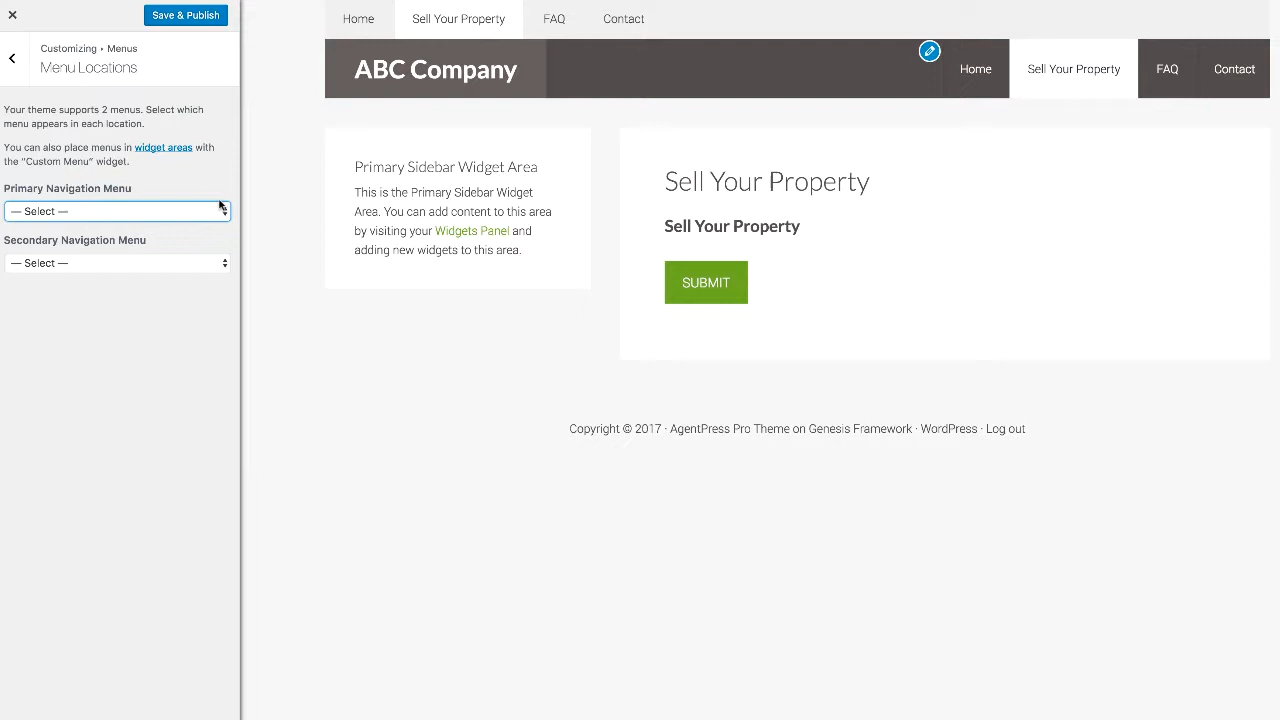 Save & Publish
Customizing • Menus
Menu Locations
Your theme supports 2 menus. Select which
menu appears in each location.
You can also place menus in widget areas with
the "Custom Menu" widget.
Primary Navigation Menu
— Select —
Secondary Navigation Menu
— Select —
Home Sell Your Property FAQ Contact
ABC Company
Home Sell Your Property FAQ Contact
Primary Sidebar Widget Area
This is the Primary Sidebar Widget
Area. You can add content to this area
by visiting your Widgets Panel and
adding new widgets to this area.
Sell Your Property
Sell Your Property
SUBMIT
Copyright © 2017 · AgentPress Pro Theme on Genesis Framework · WordPress · Log out